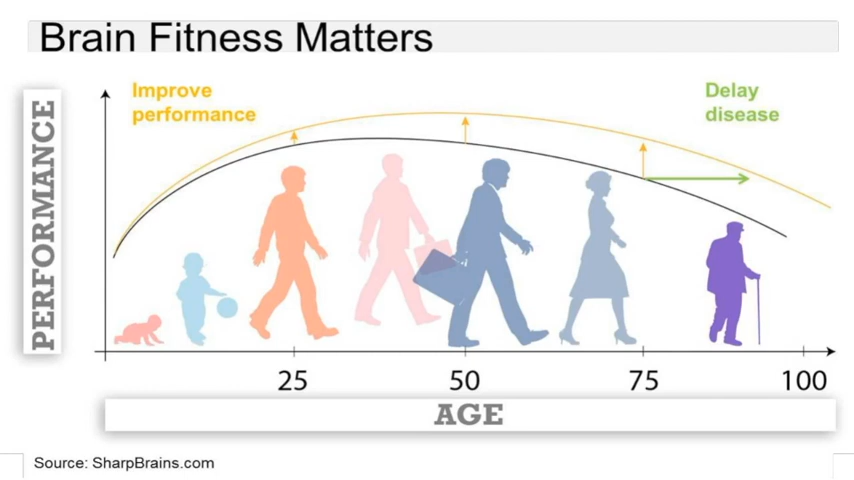 Brain Fitness Matters
Improve
performance
Delay
disease
PERFORMANCE
25
50
75
100
AGE
Source: SharpBrains.com